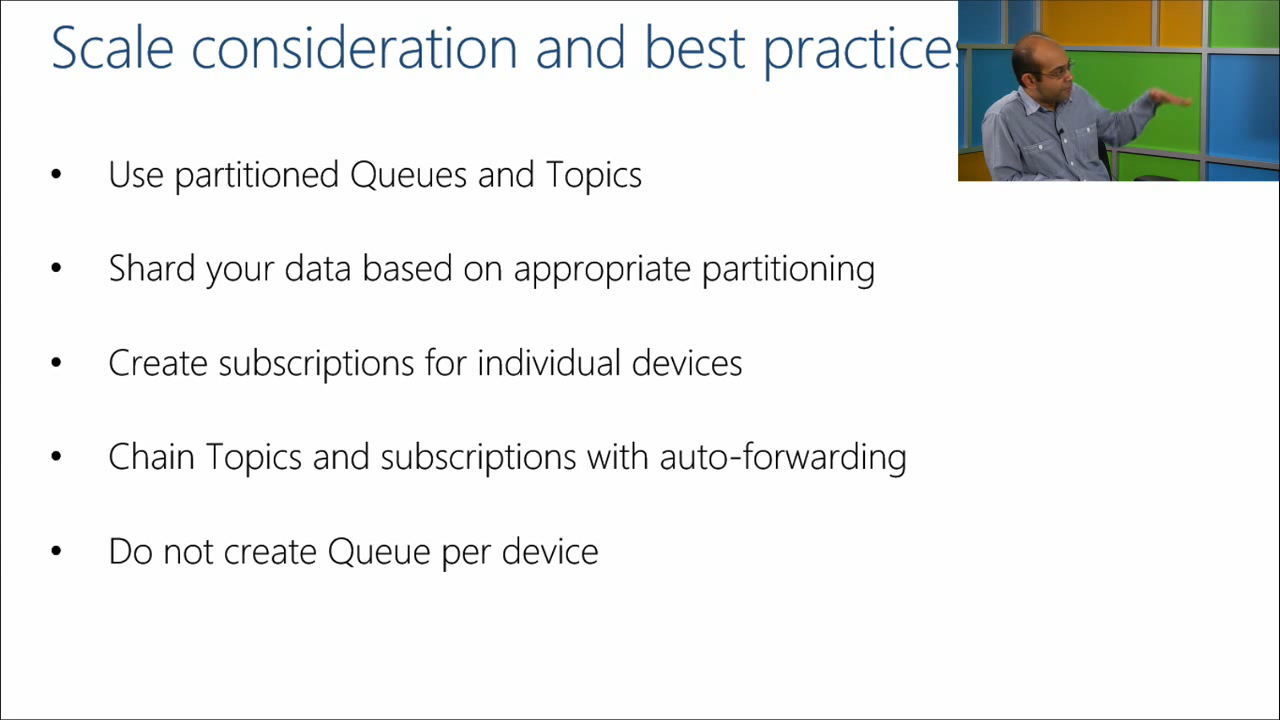 Scale consideration and best practices
• Use partitioned Queues and Topics
• Shard your data based on appropriate partitioning
• Create subscriptions for individual devices
• Chain Topics and subscriptions with auto-forwarding
• Do not create Queue per device